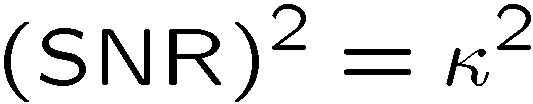 (SNR)² = κ²